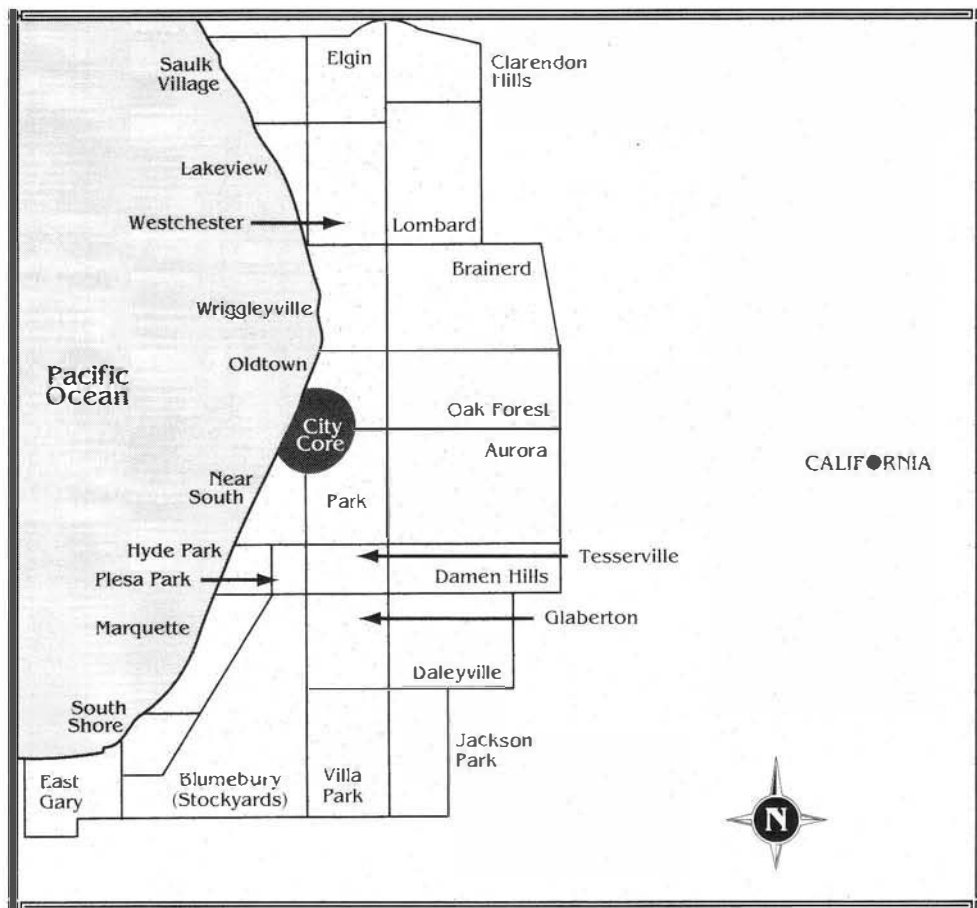 Elgin
Saulk
Village
Clarendon
Hills
Lakeview
Westchester
Lombard
Brainerd
Wriggleyville
Oldtown
Pacific
Ocean
Oak Forest
City
Core
Aurora
CALIFORNIA
Near
South
Park
Hyde Park
Tesserville
Plesa Park
Damen Hills
Glaberton
Marquette
Daleyville
South
Shore
Jackson
Park
East
Gary
Blumebury
(Stockyards)
Villa
Park
N